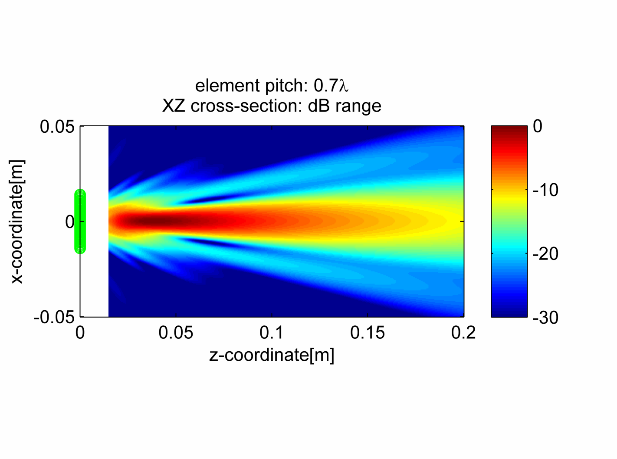 element pitch: 0.7λ
XZ cross-section: dB range
0.05
0
-0.05
x-coordinate[m]
0 0.05 0.1 0.15 0.2
z-coordinate[m]
0
-10
-20
-30